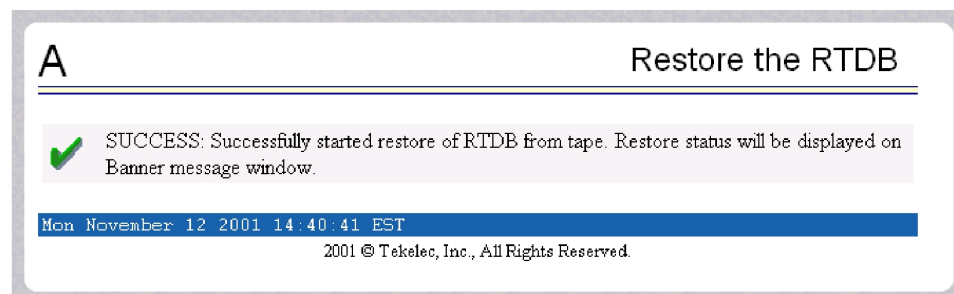 A
Restore the RTDB
SUCCESS: Successfully started restore of RTDB from tape. Restore status will be displayed on
Banner message window.
Mon November 12 2001 14:40:41 EST
2001 © Tekelec, Inc., All Rights Reserved.